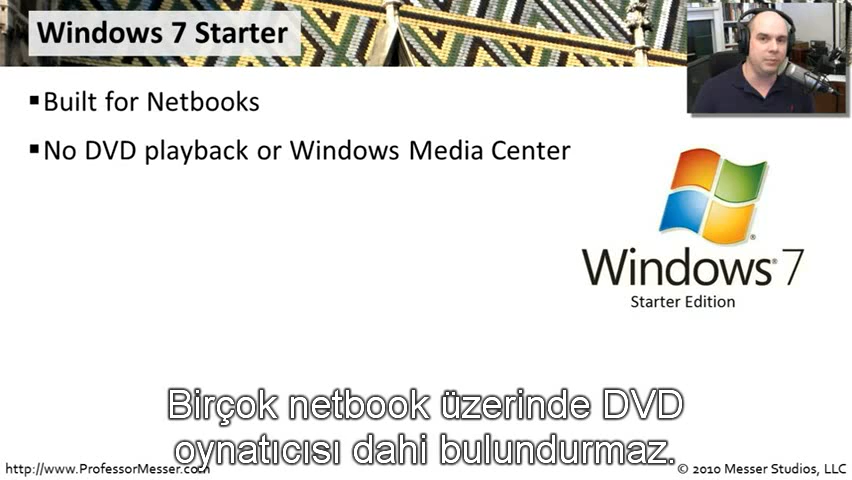 Windows 7 Starter
▪Built for Netbooks
▪No DVD playback or Windows Media Center
Windows® 7
Starter Edition
Birçok netbook üzerinde DVD
oynatıcısı dahi bulundurmaz.
http://www.ProfessorMesser.com
© 2010 Messer Studios, LLC